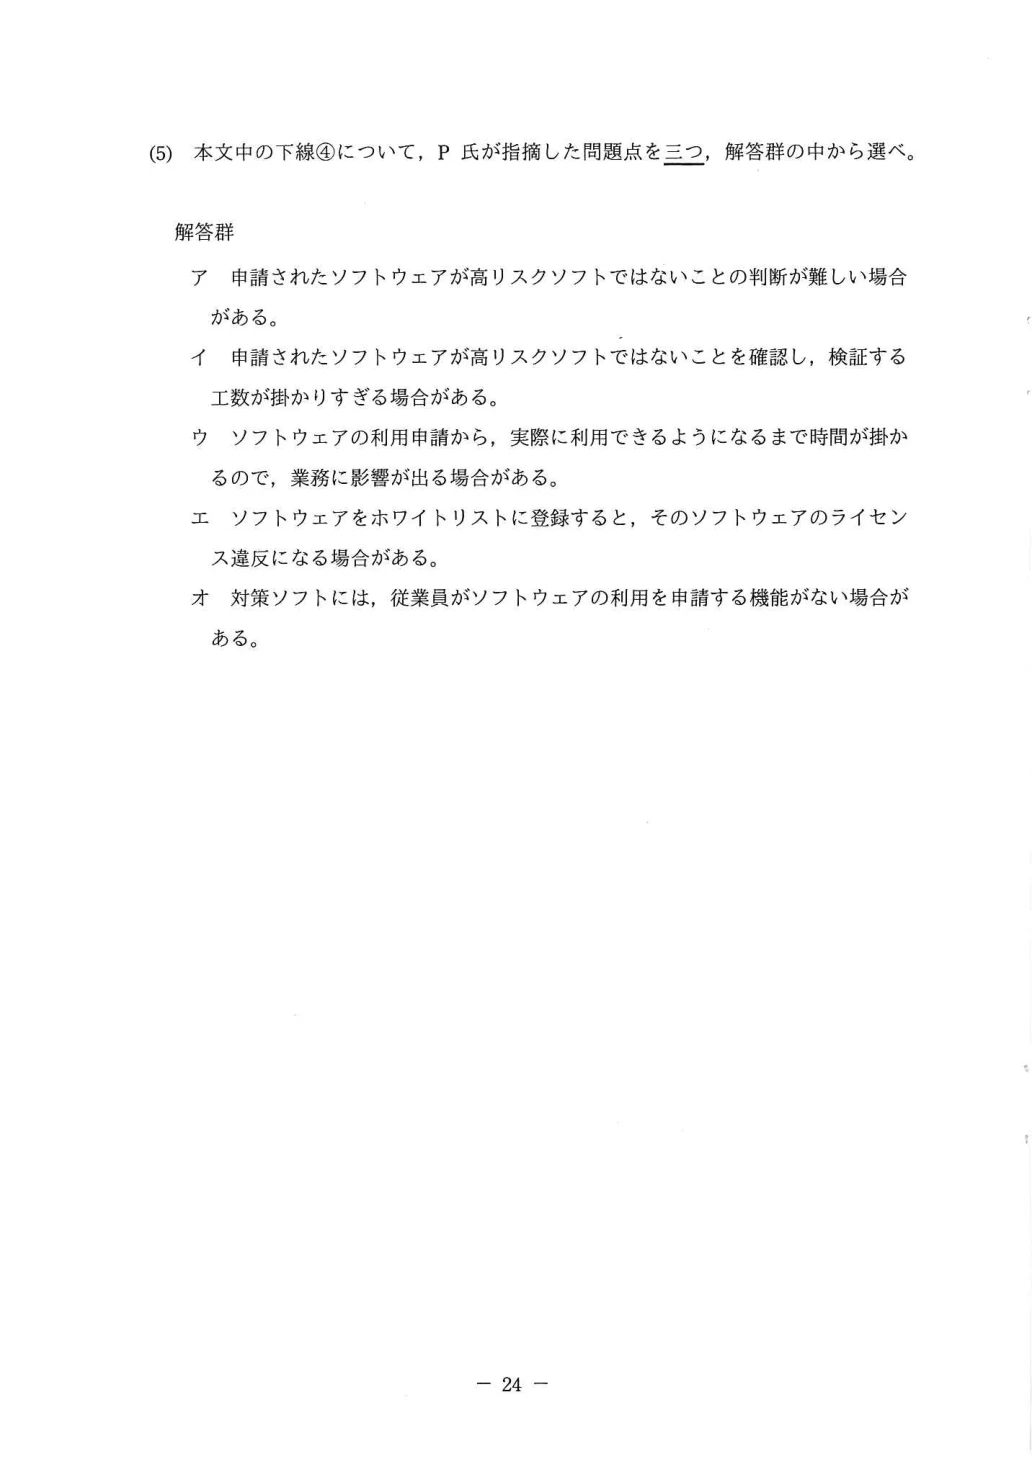 (5) 本文中の下線④について，P 氏が指摘した問題点を三つ，解答群の中から選べ。
解答群
ア 申請されたソフトウェアが高リスクソフトではないことの判断が難しい場合
がある。
イ 申請されたソフトウェアが高リスクソフトではないことを確認し，検証する
工数が掛かりすぎる場合がある。
ウ ソフトウェアの利用申請から，実際に利用できるようになるまで時間が掛か
るので，業務に影響が出る場合がある。
エ ソフトウェアをホワイトリストに登録すると，そのソフトウェアのライセン
ス違反になる場合がある。
オ 対策ソフトには，従業員がソフトウェアの利用を申請する機能がない場合が
ある。
－ 24 －